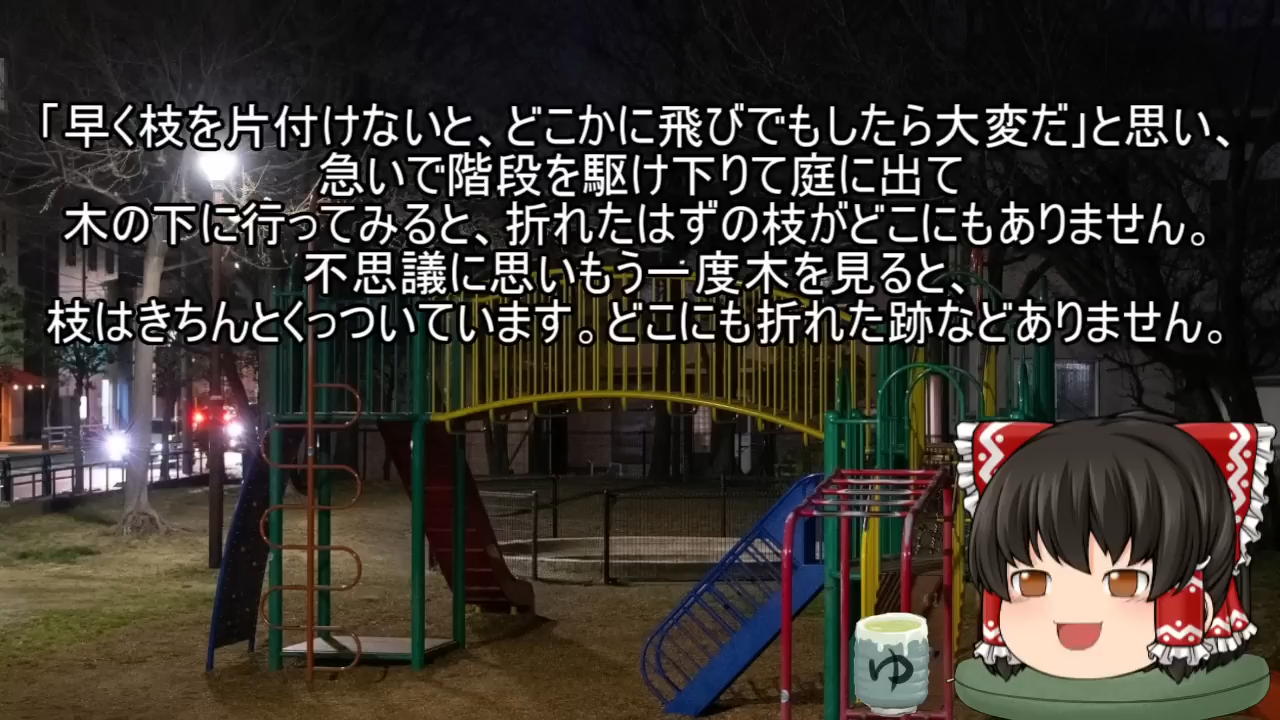 「早く枝を片付けないと、どこかに飛びでもしたら大変だ」と思い、
急いで階段を駆け下りて庭に出て
木の下に行ってみると、折れたはずの枝がどこにもありません。
不思議に思いもう一度木を見ると、
枝はきちんとくっついています。どこにも折れた跡などありません。
ゆ